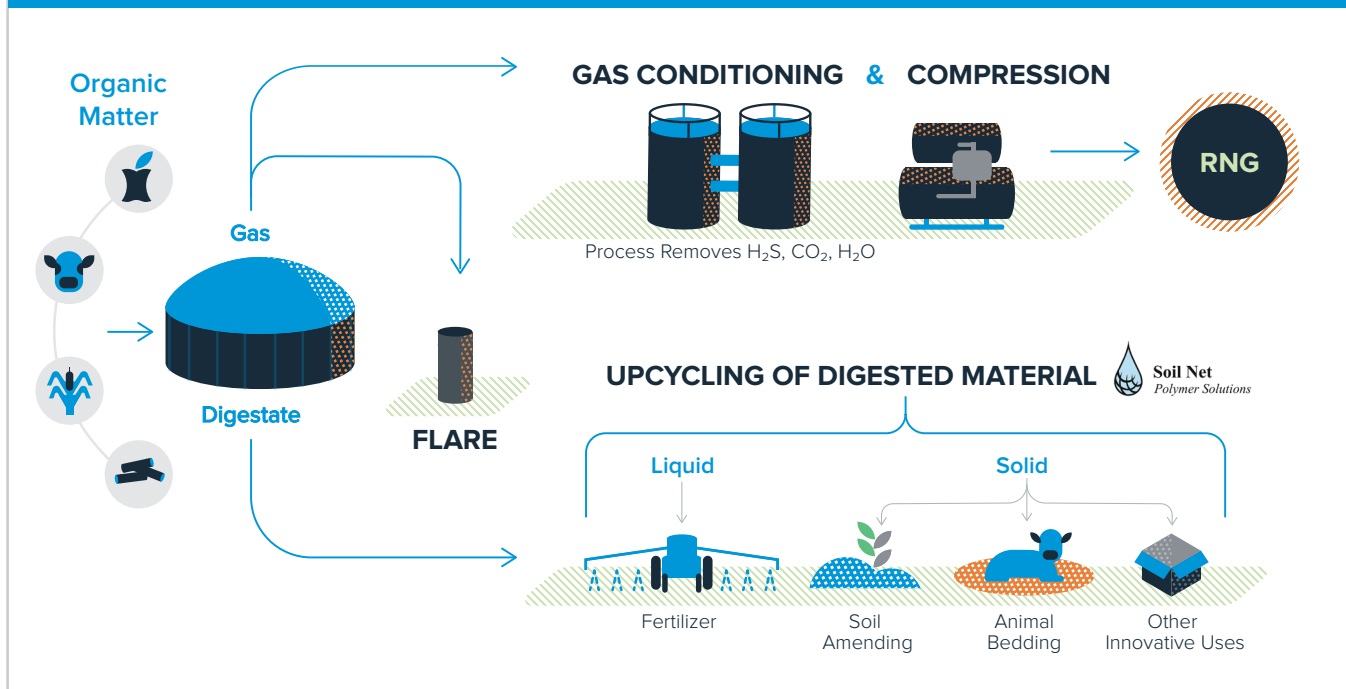 Organic
Matter
Gas
Digestate
FLARE
GAS CONDITIONING & COMPRESSION
Process Removes H₂S, CO₂, H₂O
RNG
UPCYCLING OF DIGESTED MATERIAL
Soil Net
Polymer Solutions
Liquid
Solid
Fertilizer
Soil
Amending
Animal
Bedding
Other
Innovative Uses